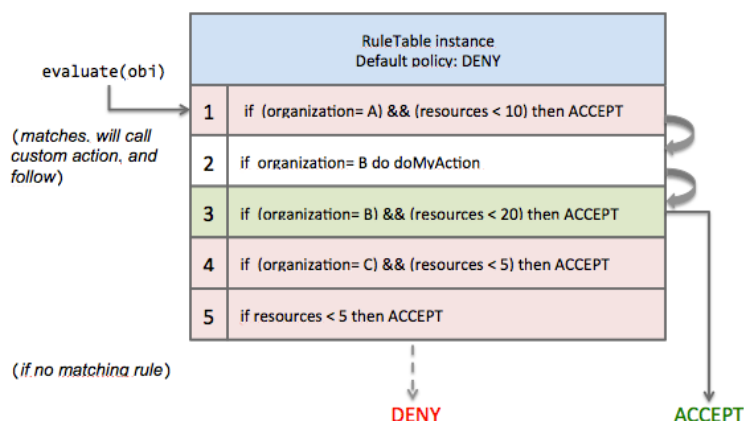 RuleTable instance
Default policy: DENY
evaluate(obj)
1 if (organization= A) && (resources < 10) then ACCEPT
(matches. will call
custom action, and
follow)
2 if organization= B do doMyAction
3 if (organization= B) && (resources < 20) then ACCEPT
4 if (organization= C) && (resources < 5) then ACCEPT
5 if resources < 5 then ACCEPT
(if no matching rule)
DENY
ACCEPT